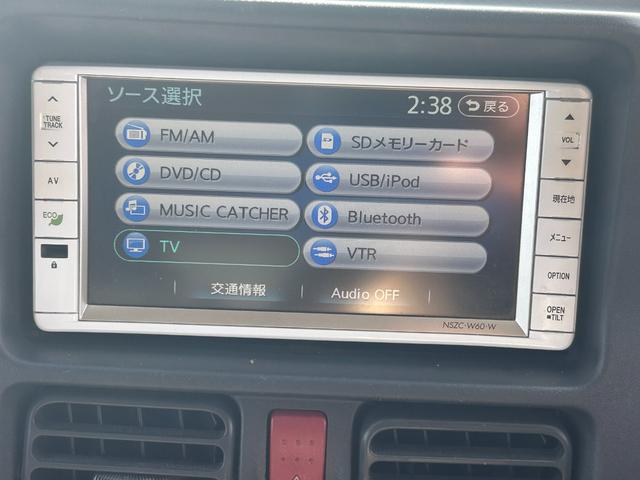 ソース選択
2:38
戻る
FM/AM
SDメモリーカード
DVD/CD
USB/iPod
MUSIC CATCHER
Bluetooth
TV
VTR
交通情報
Audio OFF
TUNE
TRACK
AV
ECO
VOL
現在地
メニュー
OPTION
OPEN
■TILT
NSZC-W60-W